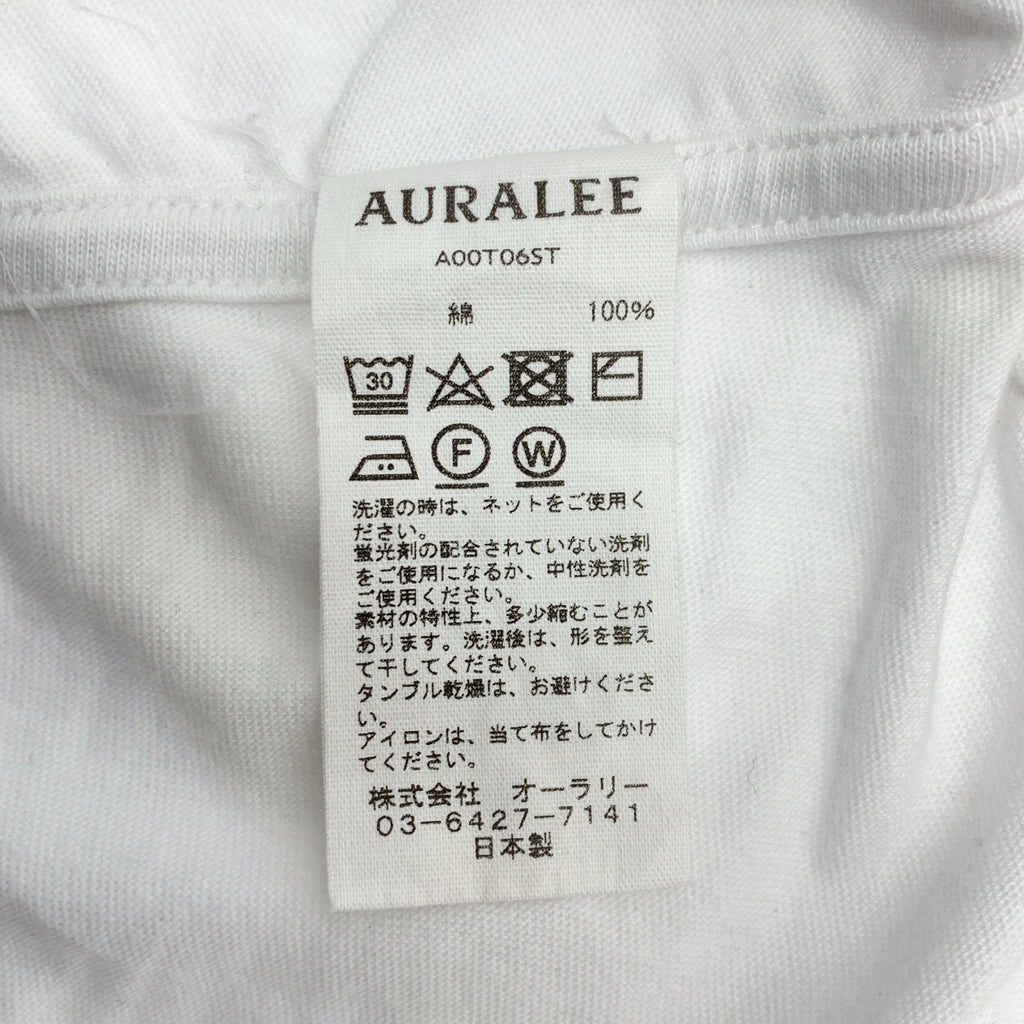 AURALEE
A00T06ST
綿 100%
30
F W
洗濯の時は、ネットをご使用く
ださい。
蛍光剤の配合されていない洗剤
をご使用になるか、中性洗剤を
ご使用ください。
素材の特性上、多少縮むことが
あります。洗濯後は、形を整え
て干してください。
タンブル乾燥は、お避けくださ
い。
アイロンは、当て布をしてかけ
てください。
株式会社 オーラリー
03-6427-7141
日本製